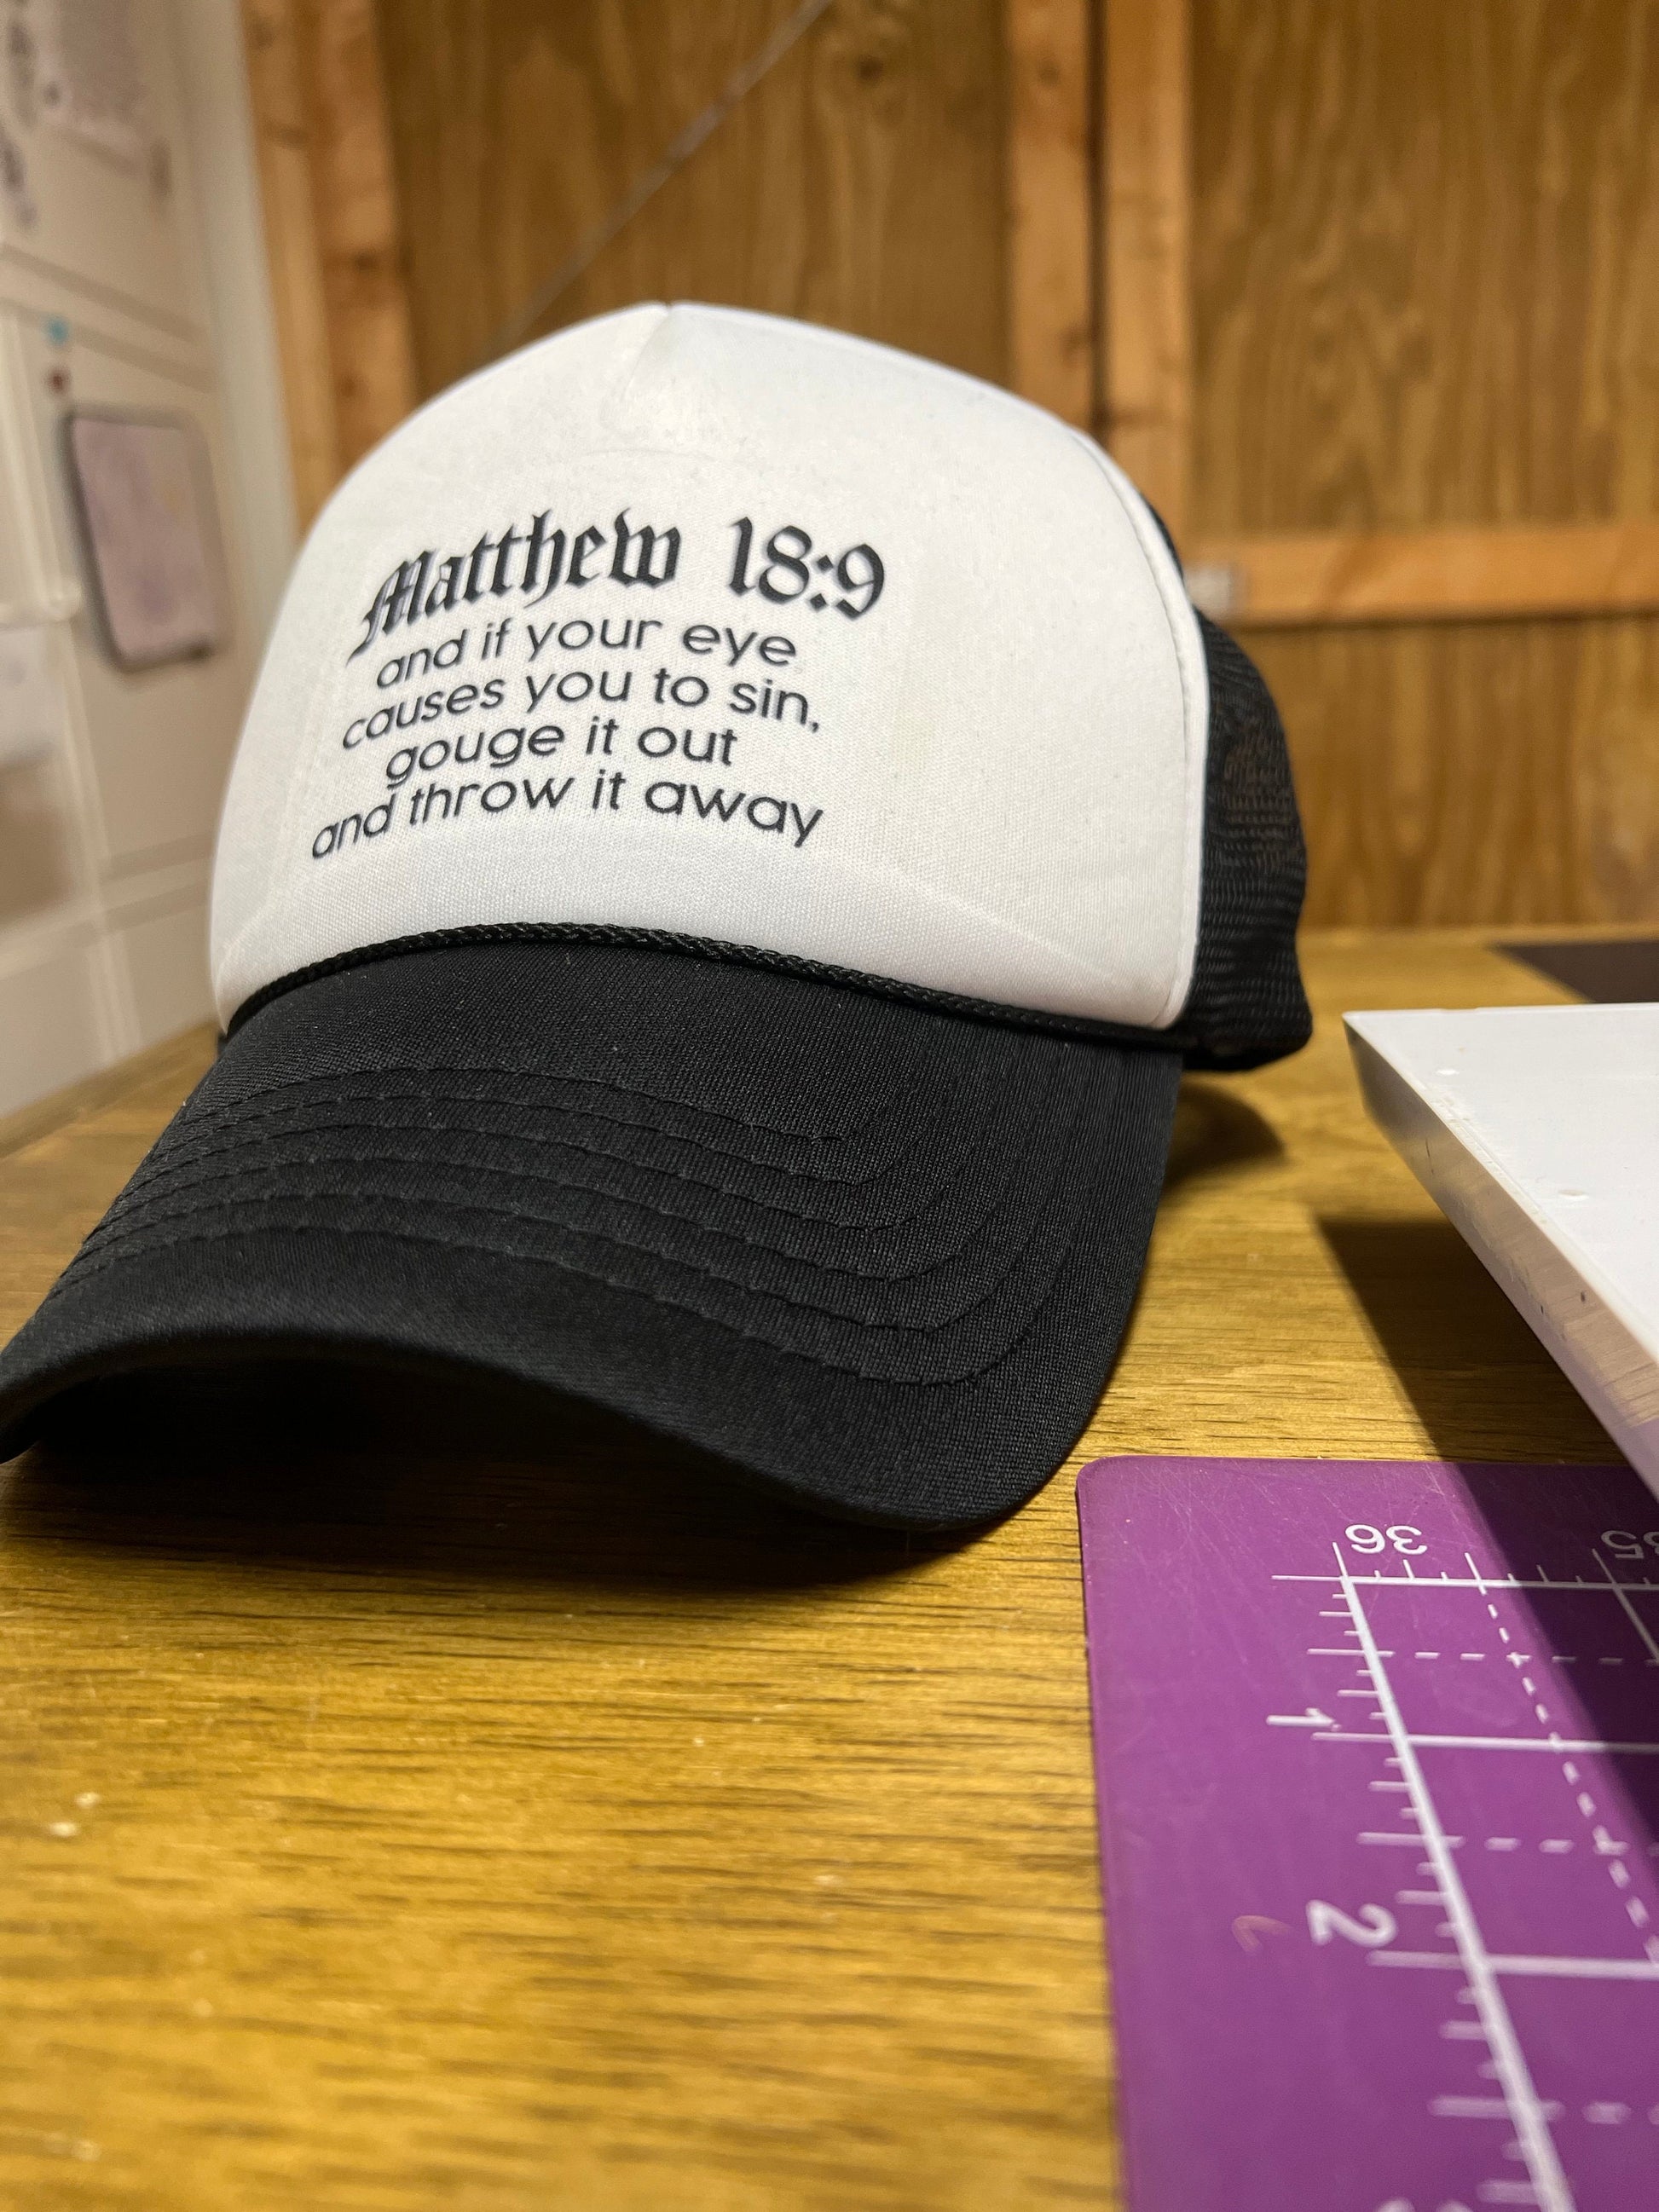 Matthew 18:9
and if your eye
causes you to sin,
gouge it out
and throw it away
36
35
1
2